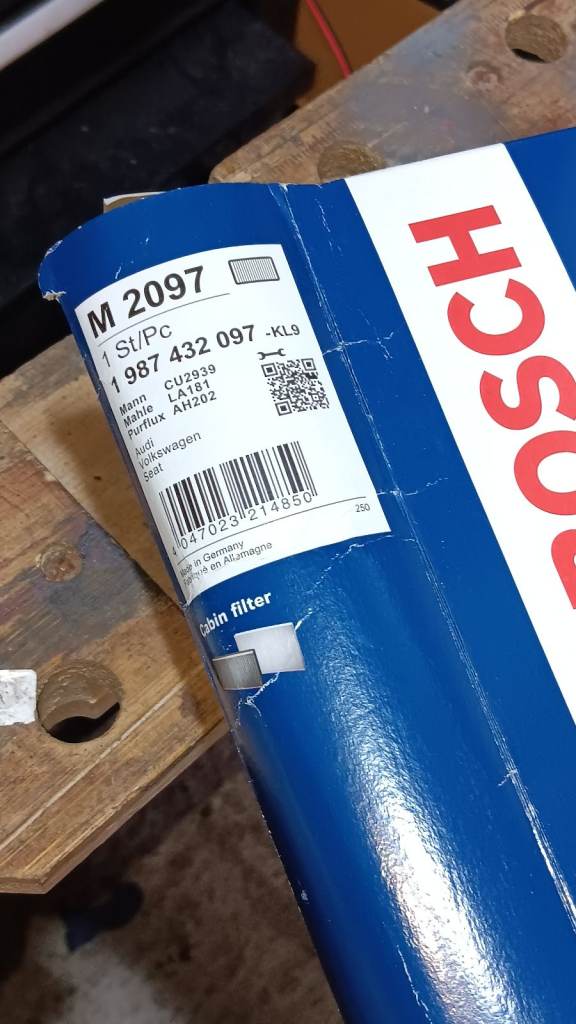 M 2097
1 St/Pc
1 987 432 097 -KL9
Mann CU2939
Mahle LA181
Purflux AH202
Audi
Volkswagen
Seat
4 047023 214850
250
Made in Germany
Fabriqué en Allemagne
Cabin filter
BOSCH